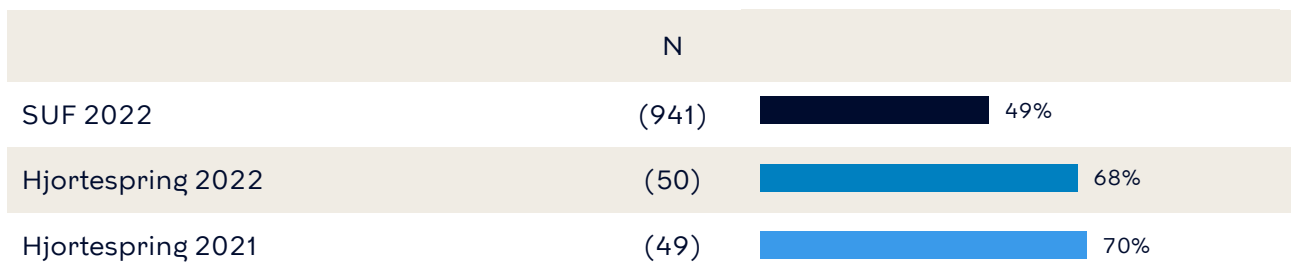 N
SUF 2022 (941) 49%
Hjortespring 2022 (50) 68%
Hjortespring 2021 (49) 70%